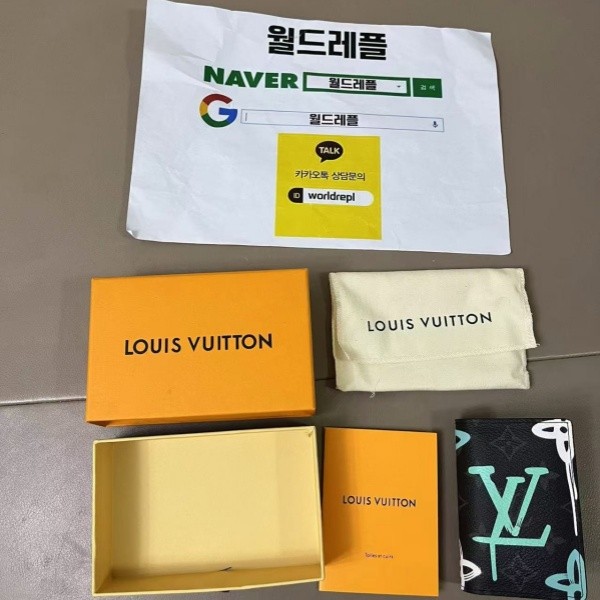 월드레플
NAVER 월드레플 검색
G 월드레플
TALK
카카오톡 상담문의
ID worldrepl
LOUIS VUITTON
LOUIS VUITTON
LOUIS VUITTON
LV